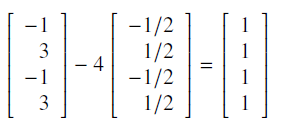 [ -1 ] - 4 [ -1/2 ] = [ 1 ]
[ 3 ] [ 1/2 ] [ 1 ]
[ -1 ] [ -1/2 ] [ 1 ]
[ 3 ] [ 1/2 ] [ 1 ]